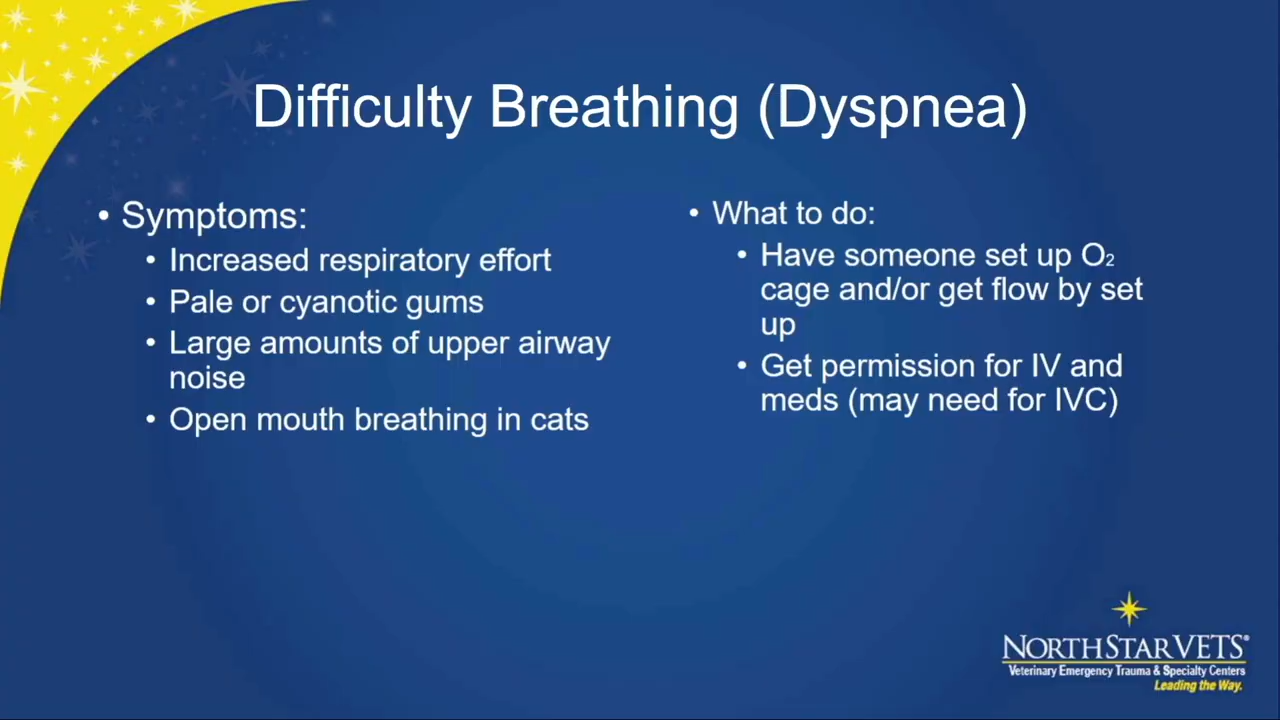 Difficulty Breathing (Dyspnea)
• Symptoms:
• Increased respiratory effort
• Pale or cyanotic gums
• Large amounts of upper airway
noise
• Open mouth breathing in cats
• What to do:
• Have someone set up O₂
cage and/or get flow by set
up
• Get permission for IV and
meds (may need for IVC)
NORTHSTAR VETS®
Veterinary Emergency Trauma & Specialty Centers
Leading the Way.